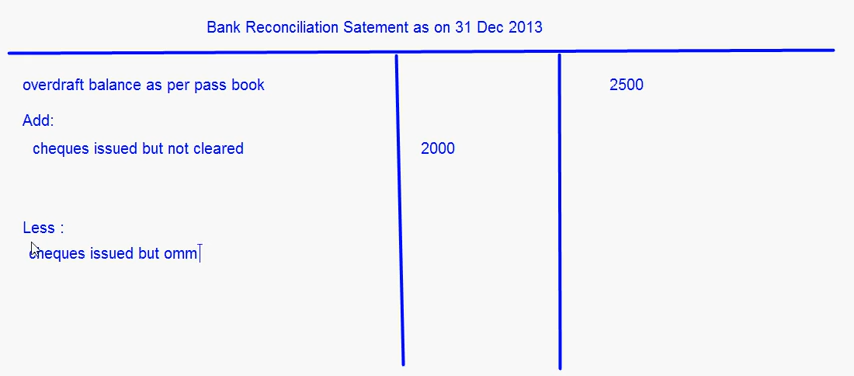 Bank Reconciliation Satement as on 31 Dec 2013
overdraft balance as per pass book 2500
Add:
cheques issued but not cleared 2000
Less :
cheques issued but omm